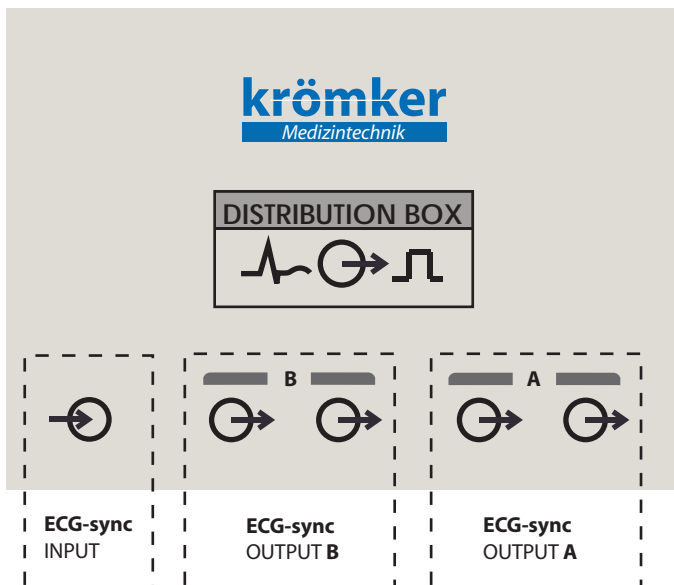 krömker
Medizintechnik
DISTRIBUTION BOX
B
A
ECG-sync
INPUT
ECG-sync
OUTPUT B
ECG-sync
OUTPUT A